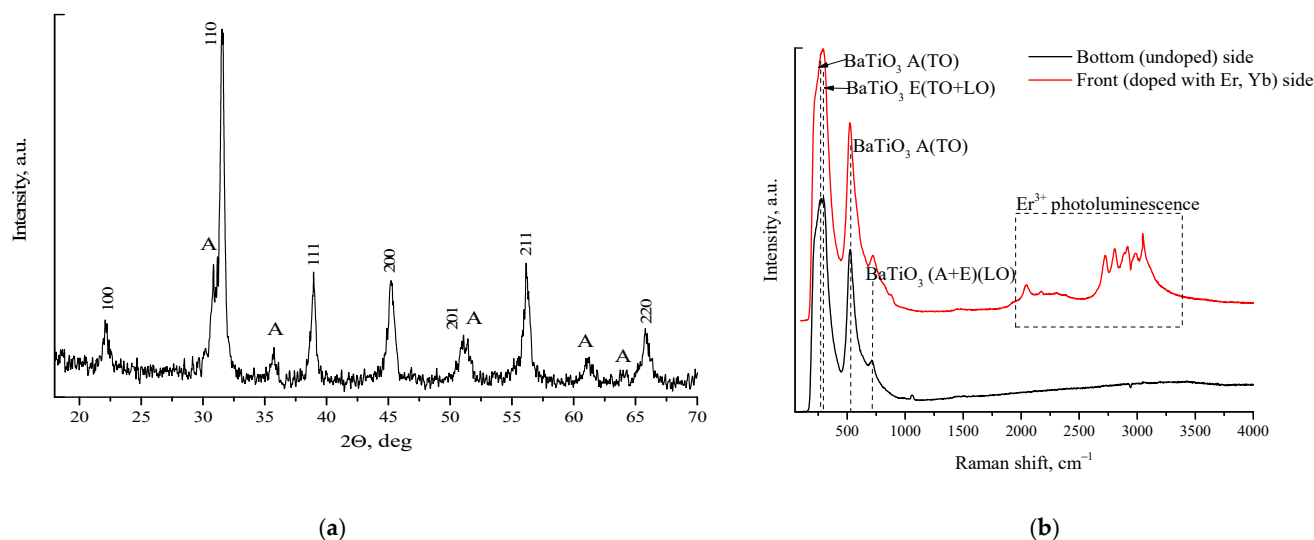 Intensity, a.u.
100
A
110
A
111
200
201
A
211
A
A
220
20
25
30
35
40
45
50
55
60
65
70
2Θ, deg
(a)
Intensity, a.u.
Bottom (undoped) side
Front (doped with Er, Yb) side
BaTiO₃ A(TO)
BaTiO₃ E(TO+LO)
BaTiO₃ A(TO)
Er³⁺ photoluminescence
BaTiO₃ (A+E)(LO)
500
1000
1500
2000
2500
3000
3500
4000
Raman shift, cm⁻¹
(b)